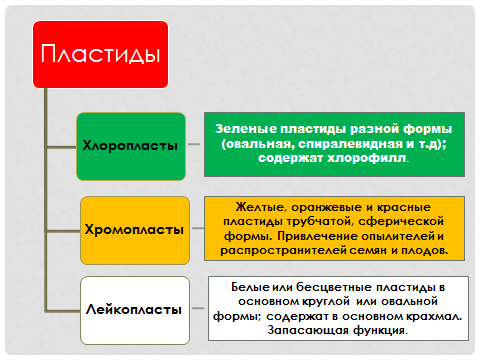 Пластиды
Хлоропласты
Зеленые пластиды разной формы
(овальная, спиралевидная и т.д);
содержат хлорофилл.
Хромопласты
Желтые, оранжевые и красные
пластиды трубчатой, сферической
формы. Привлечение опылителей и
распространителей семян и плодов.
Лейкопласты
Белые или бесцветные пластиды в
основном круглой или овальной
формы; содержат в основном крахмал.
Запасающая функция.